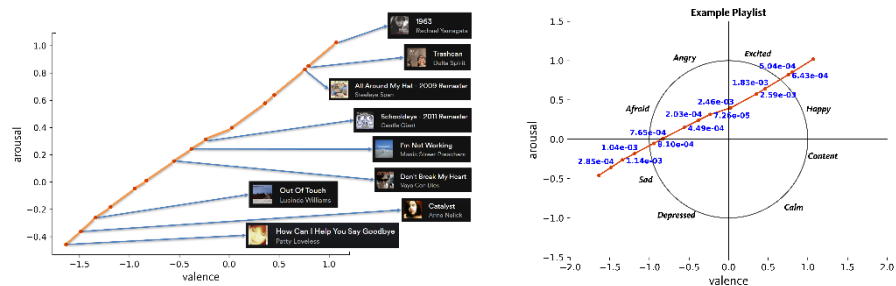 1963
Rachael Yamagata
Trashcan
Delta Spirit
All Around My Hat - 2009 Remaster
Steeleye Span
Schooldays - 2011 Remaster
Gentle Giant
I'm Not Working
Manic Street Preachers
Don't Break My Heart
Vaya Con Dios
Out Of Touch
Lucinda Williams
Catalyst
Anna Nalick
How Can I Help You Say Goodbye
Patty Loveless
arousal
1.0
0.8
0.6
0.4
0.2
0.0
−0.2
−0.4
−1.5
−1.0
−0.5
0.0
0.5
1.0
valence
Example Playlist
arousal
1.5
1.0
0.5
0.0
−0.5
−1.0
−1.5
Angry
Excited
Afraid
Happy
Content
Sad
Depressed
Calm
5.04e-04
6.43e-04
1.83e-03
2.59e-03
2.46e-03
7.26e-05
2.03e-04
4.49e-04
7.65e-04
8.10e-04
1.04e-03
1.14e-03
2.85e-04
−2.0
−1.5
−1.0
−0.5
0.0
0.5
1.0
1.5
2.0
valence